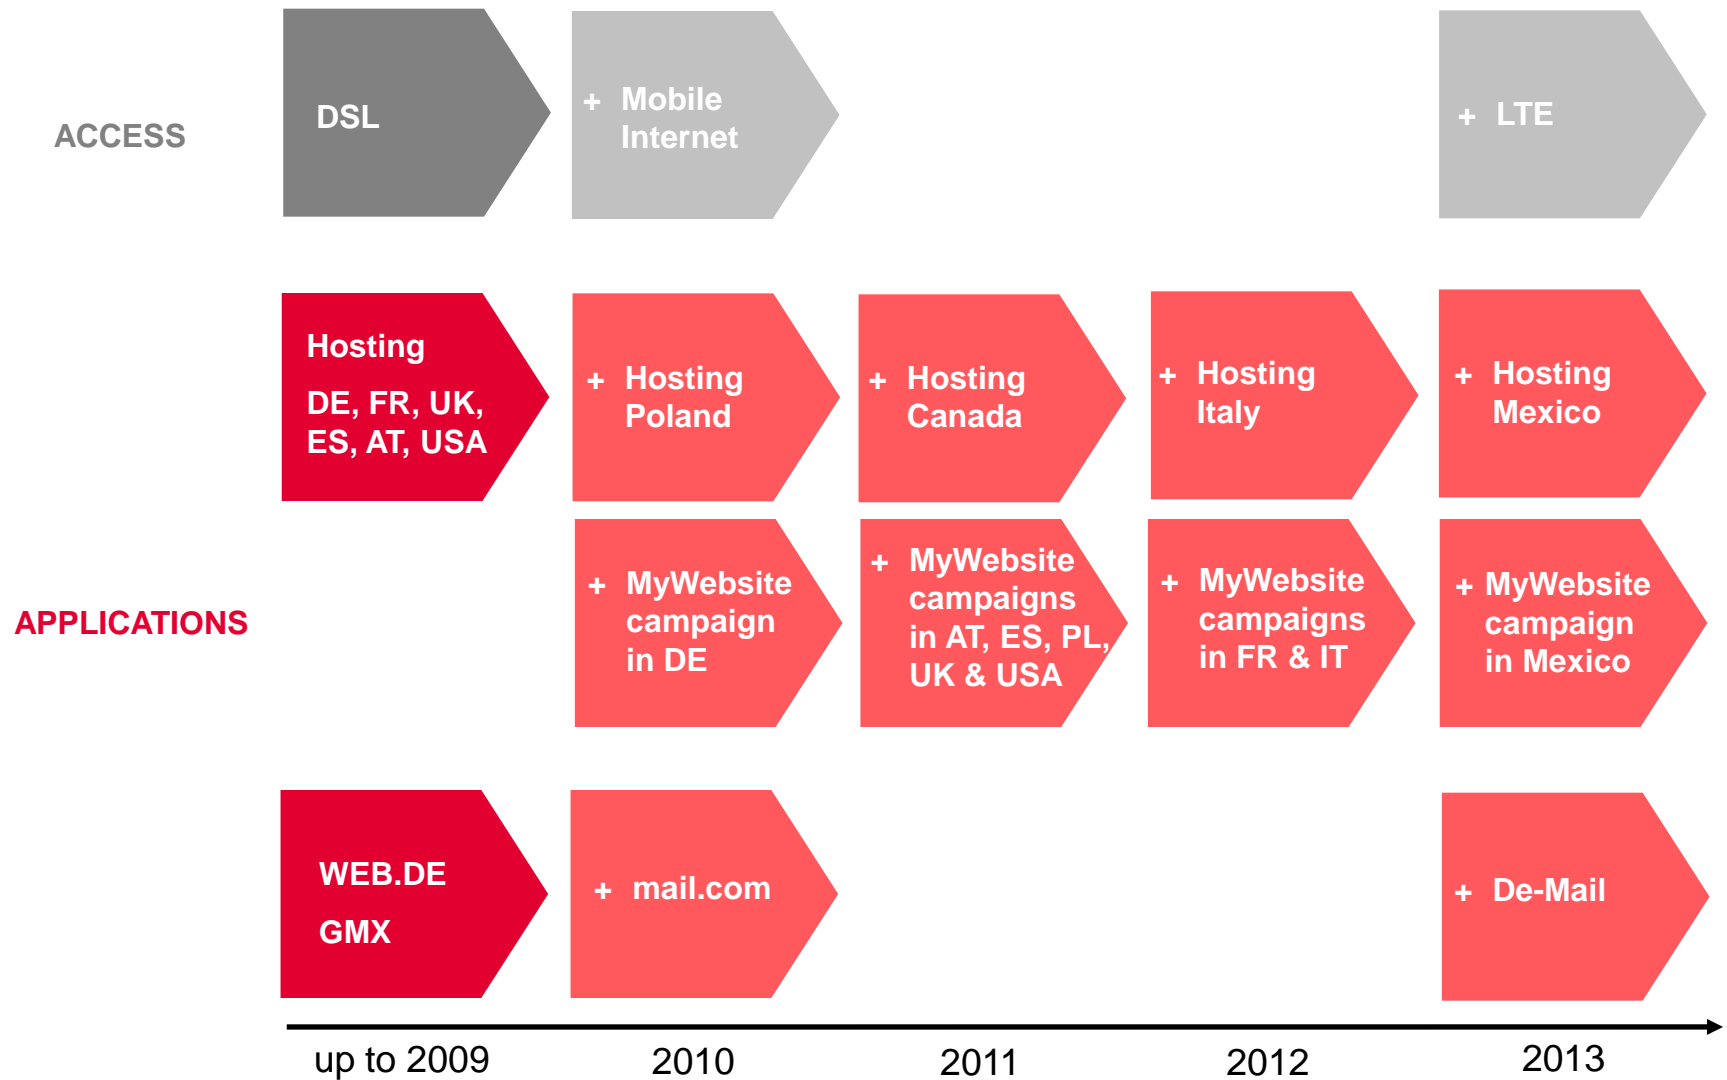 ACCESS
DSL
+ Mobile
Internet
+ LTE
APPLICATIONS
Hosting
DE, FR, UK,
ES, AT, USA
+ Hosting
Poland
+ Hosting
Canada
+ Hosting
Italy
+ Hosting
Mexico
+ MyWebsite
campaign
in DE
+ MyWebsite
campaigns
in AT, ES, PL,
UK & USA
+ MyWebsite
campaigns
in FR & IT
+ MyWebsite
campaign
in Mexico
WEB.DE
GMX
+ mail.com
+ De-Mail
up to 2009
2010
2011
2012
2013